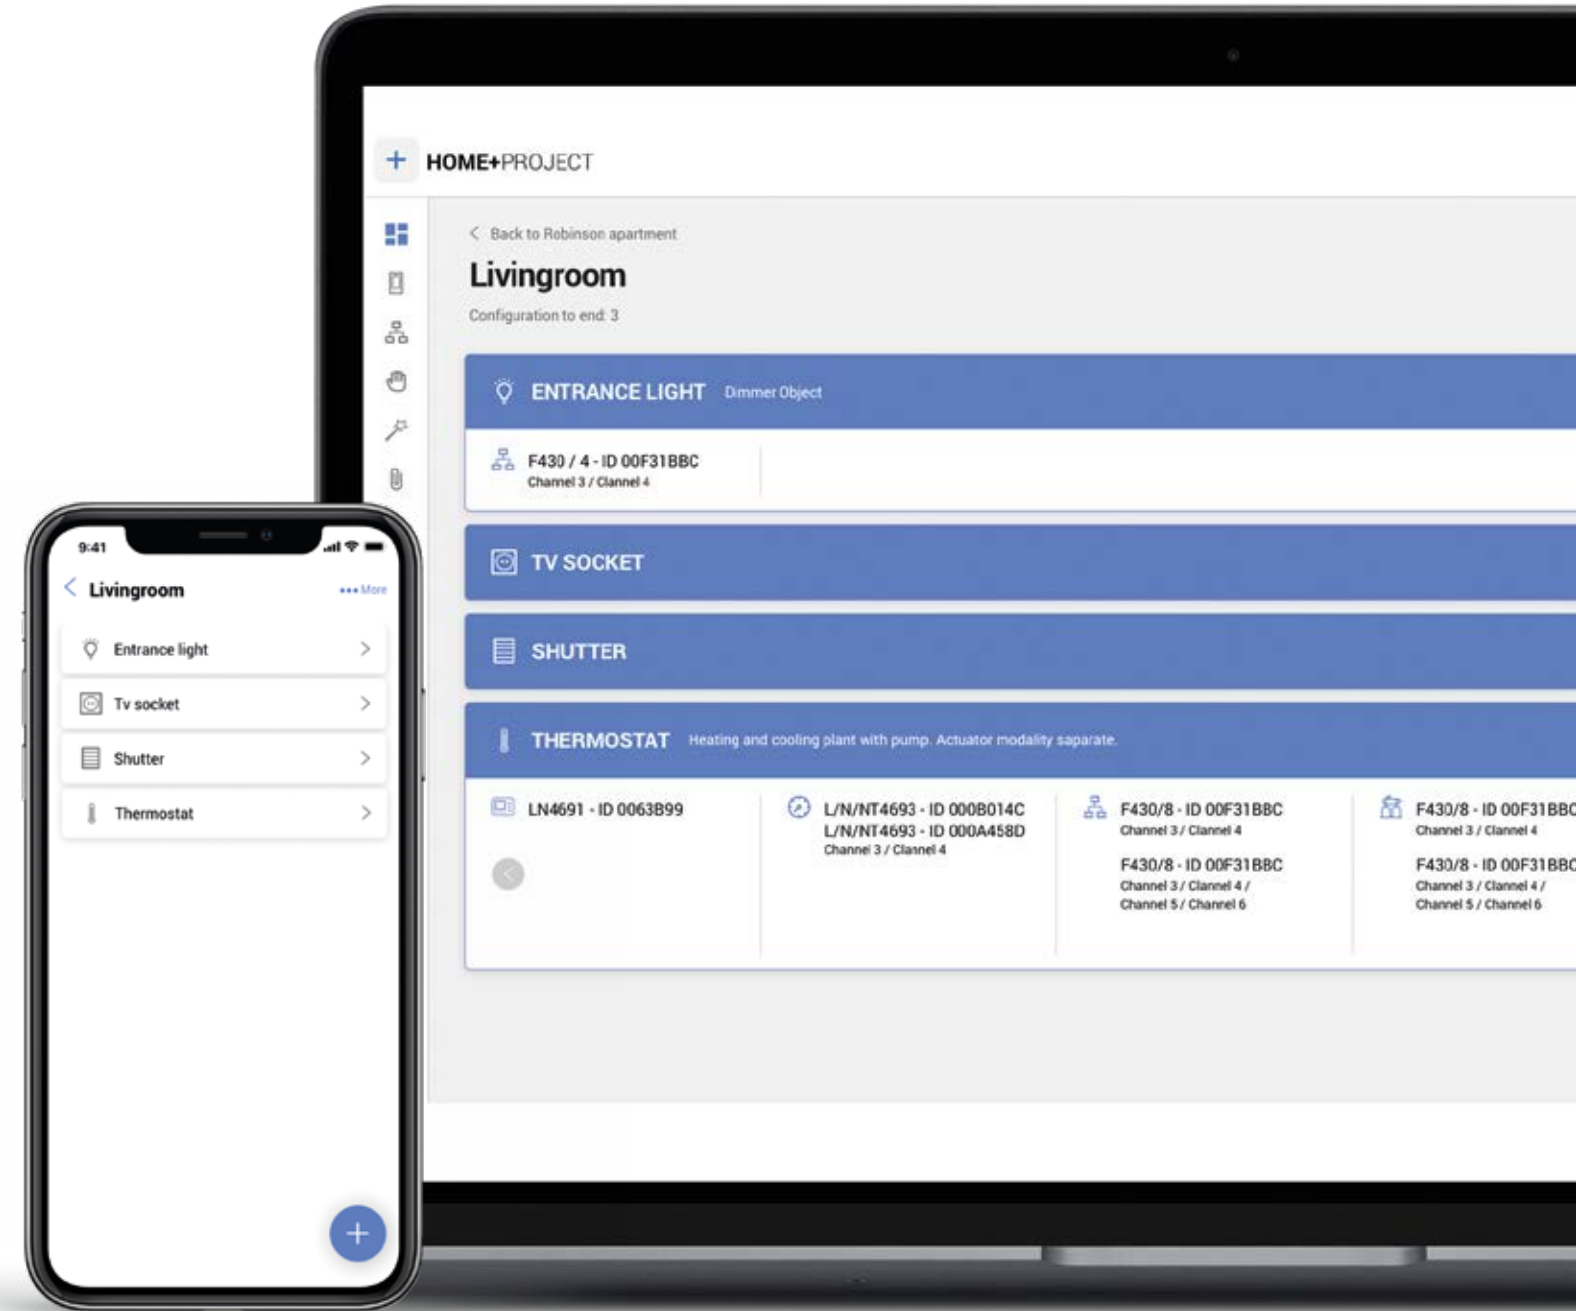 HOME+PROJECT
Back to Robinson apartment
Livingroom
Configuration to end: 3
ENTRANCE LIGHT Dimmer Object
F430 / 4 - ID 00F31BBC
Channel 3 / Clannel 4
TV SOCKET
SHUTTER
THERMOSTAT Heating and cooling plant with pump. Actuator modality saparate.
LN4691 - ID 0063B99
L/N/NT4693 - ID 000B014C
L/N/NT4693 - ID 000A458D
Channel 3 / Clannel 4
F430/8 - ID 00F31BBC
Channel 3 / Clannel 4
F430/8 - ID 00F31BBC
Channel 3 / Clannel 4 /
Channel 5 / Channel 6
F430/8 - ID 00F31BBC
Channel 3 / Clannel 4
F430/8 - ID 00F31BBC
Channel 3 / Clannel 4 /
Channel 5 / Channel 6
9:41
Livingroom
More
Entrance light
Tv socket
Shutter
Thermostat